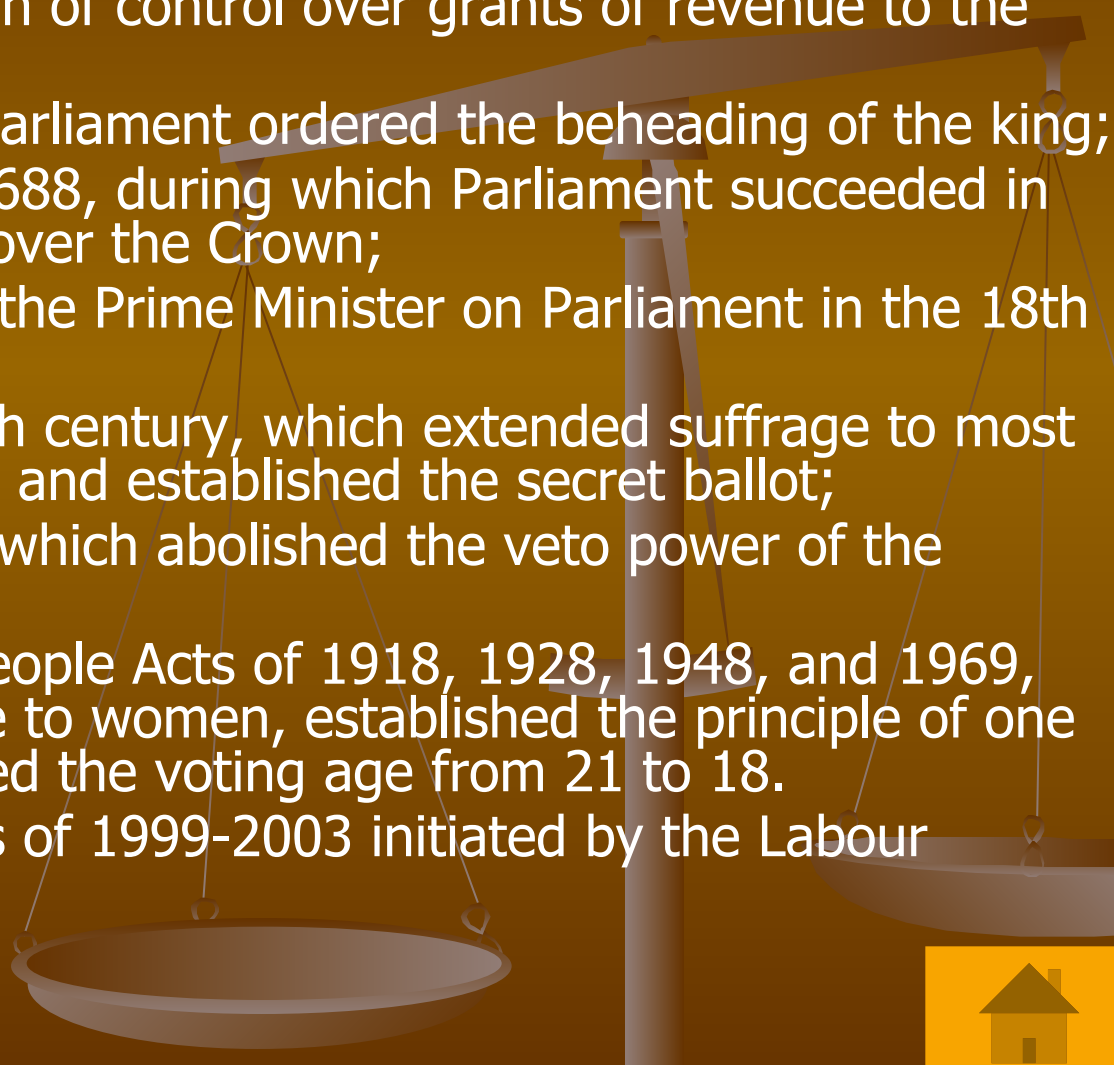 of control over grants of revenue to the
arliament ordered the beheading of the king;
688, during which Parliament succeeded in
over the Crown;
the Prime Minister on Parliament in the 18th
h century, which extended suffrage to most
and established the secret ballot;
which abolished the veto power of the
eople Acts of 1918, 1928, 1948, and 1969,
e to women, established the principle of one
ed the voting age from 21 to 18.
s of 1999-2003 initiated by the Labour